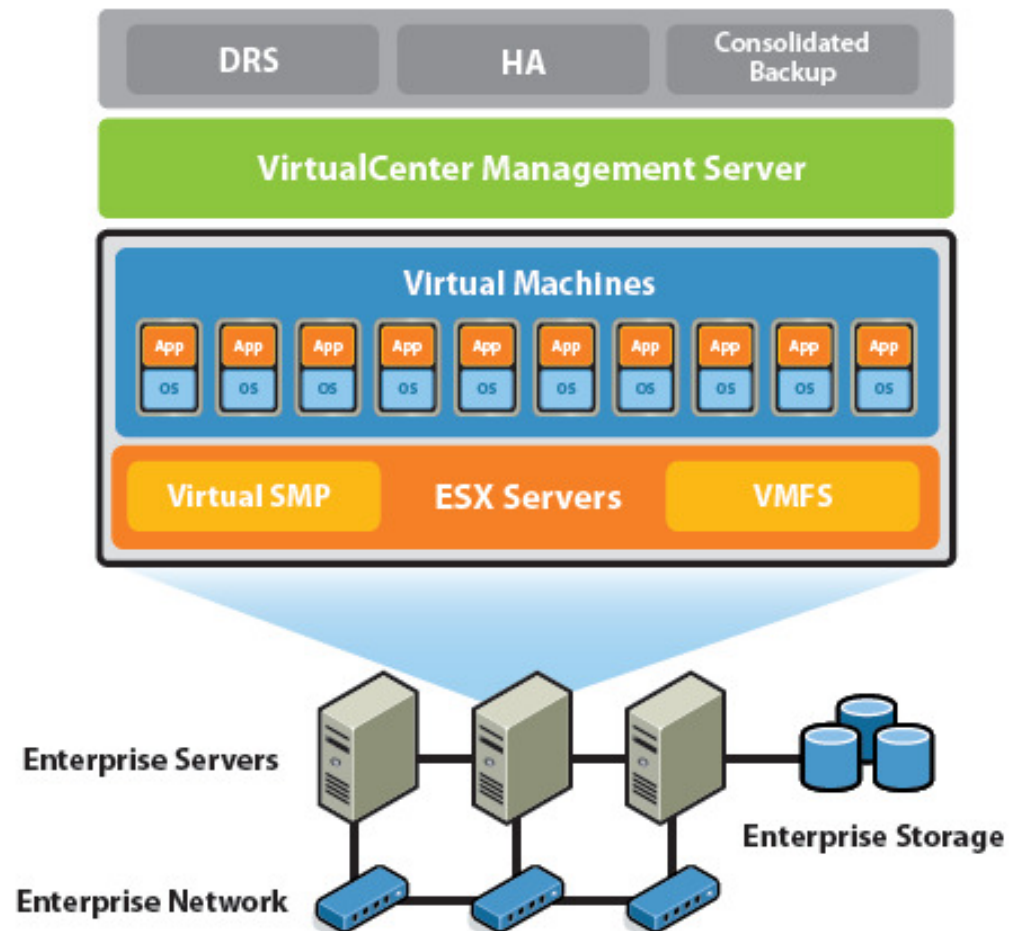 DRS
HA
Consolidated
Backup
VirtualCenter Management Server
Virtual Machines
App App App App App App App App App App
OS OS OS OS OS OS OS OS OS OS
Virtual SMP
ESX Servers
VMFS
Enterprise Servers
Enterprise Storage
Enterprise Network